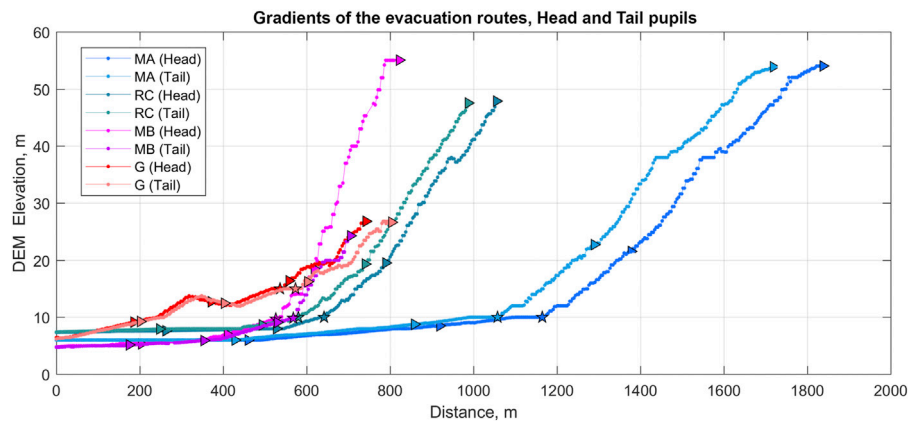 Gradients of the evacuation routes, Head and Tail pupils
60
50
40
30
20
10
0
DEM Elevation, m
MA (Head)
MA (Tail)
RC (Head)
RC (Tail)
MB (Head)
MB (Tail)
G (Head)
G (Tail)
0 200 400 600 800 1000 1200 1400 1600 1800 2000
Distance, m